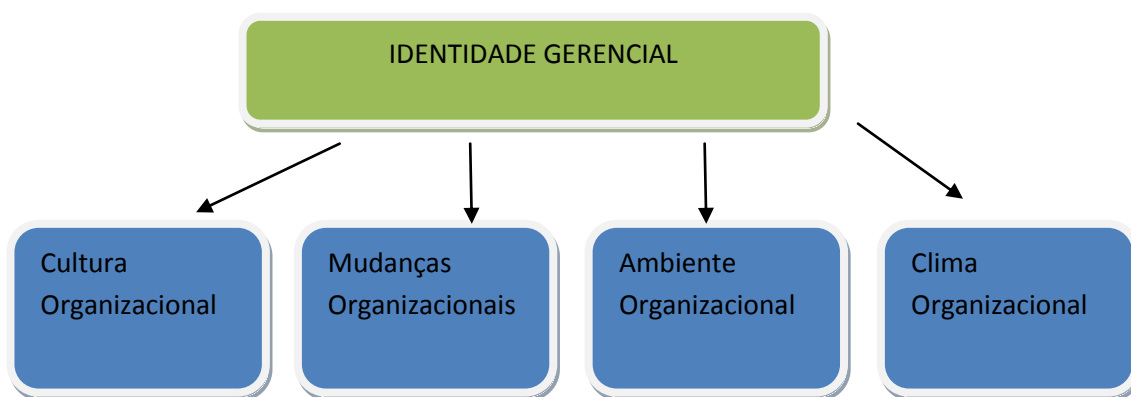 IDENTIDADE GERENCIAL
Cultura
Organizacional
Mudanças
Organizacionais
Ambiente
Organizacional
Clima
Organizacional